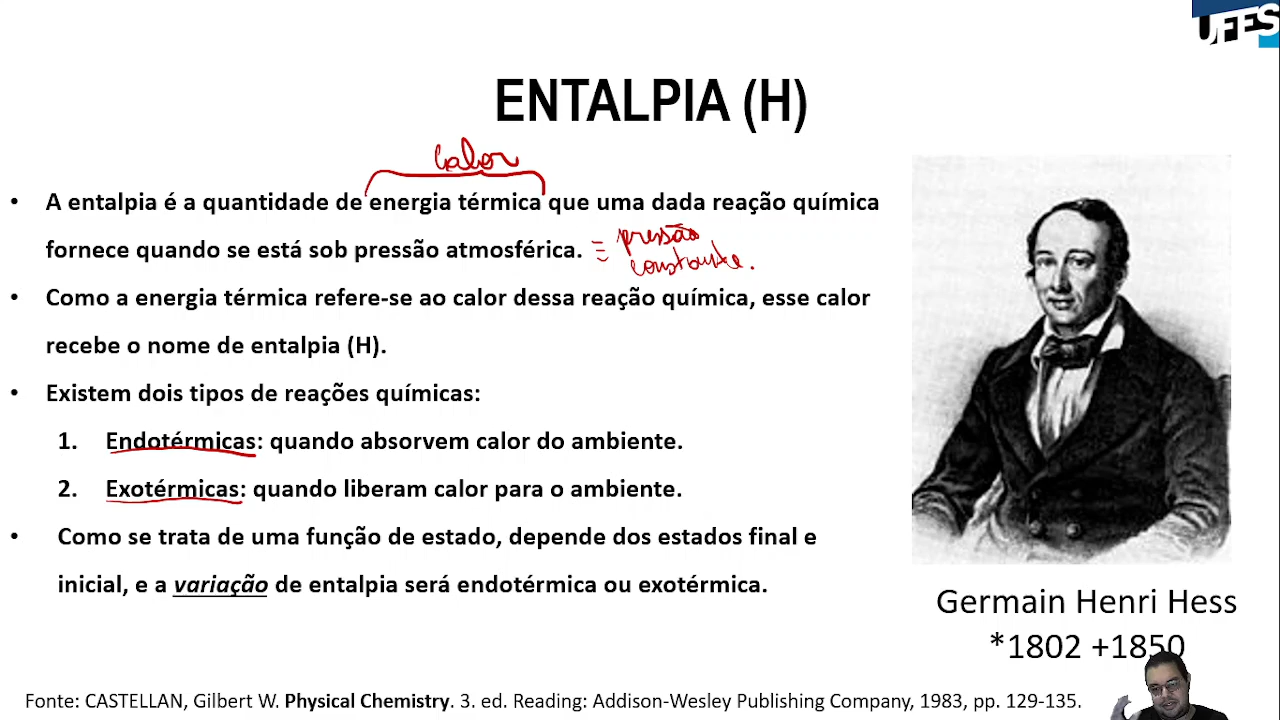 UFES
ENTALPIA (H)
Calor
• A entalpia é a quantidade de energia térmica que uma dada reação química
fornece quando se está sob pressão atmosférica. ≡ pressão
constante.
• Como a energia térmica refere-se ao calor dessa reação química, esse calor
recebe o nome de entalpia (H).
• Existem dois tipos de reações químicas:
1. Endotérmicas: quando absorvem calor do ambiente.
2. Exotérmicas: quando liberam calor para o ambiente.
• Como se trata de uma função de estado, depende dos estados final e
inicial, e a variação de entalpia será endotérmica ou exotérmica.
Germain Henri Hess
*1802 +1850
Fonte: CASTELLAN, Gilbert W. Physical Chemistry. 3. ed. Reading: Addison-Wesley Publishing Company, 1983, pp. 129-135.